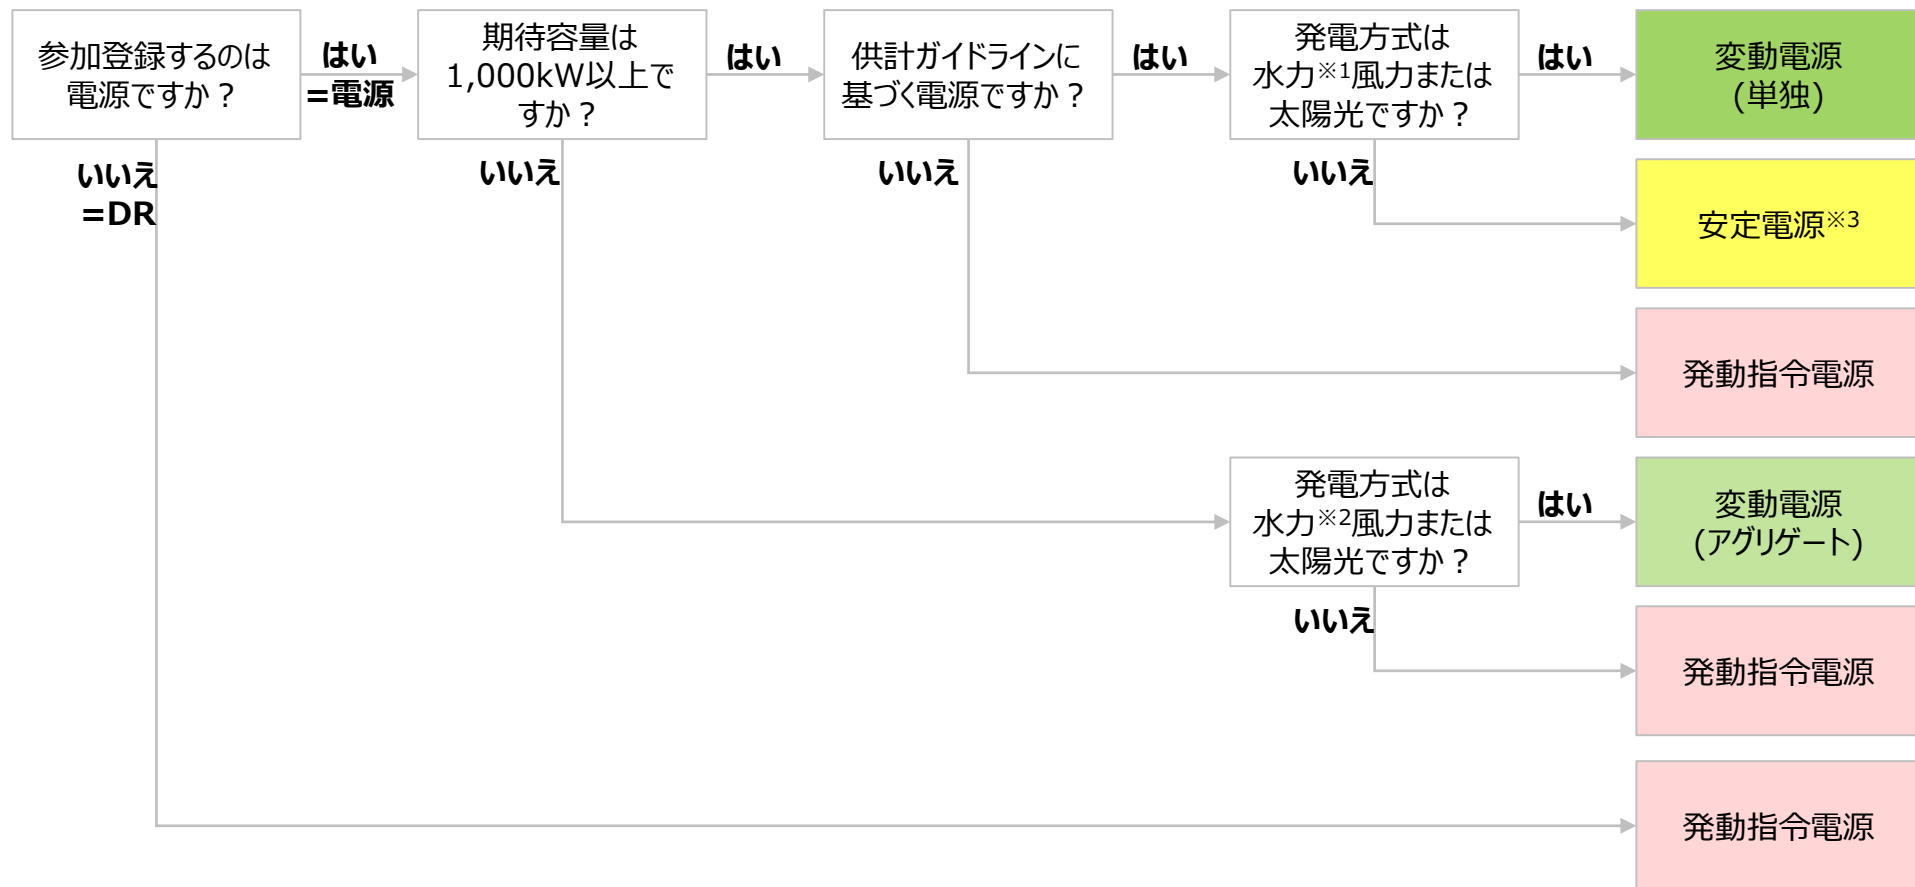 参加登録するのは
電源ですか？
はい
=電源
期待容量は
1,000kW以上で
すか？
はい
供計ガイドラインに
基づく電源ですか？
はい
発電方式は
水力※1風力または
太陽光ですか？
はい
変動電源
(単独)
いいえ
=DR
いいえ
いいえ
いいえ
安定電源※3
発動指令電源
発電方式は
水力※2風力または
太陽光ですか？
はい
変動電源
(アグリゲート)
いいえ
発動指令電源
発動指令電源